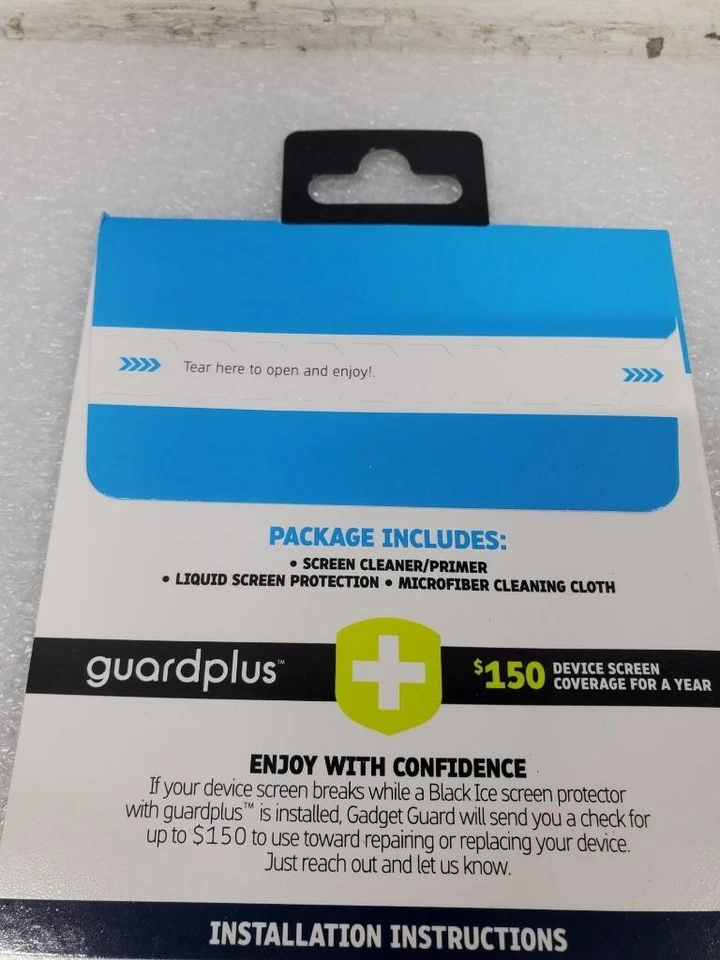 Tear here to open and enjoy!.
PACKAGE INCLUDES:
• SCREEN CLEANER/PRIMER
• LIQUID SCREEN PROTECTION • MICROFIBER CLEANING CLOTH
guardplus™
$150 DEVICE SCREEN
COVERAGE FOR A YEAR
ENJOY WITH CONFIDENCE
If your device screen breaks while a Black Ice screen protector
with guardplus™ is installed, Gadget Guard will send you a check for
up to $150 to use toward repairing or replacing your device.
Just reach out and let us know.
INSTALLATION INSTRUCTIONS